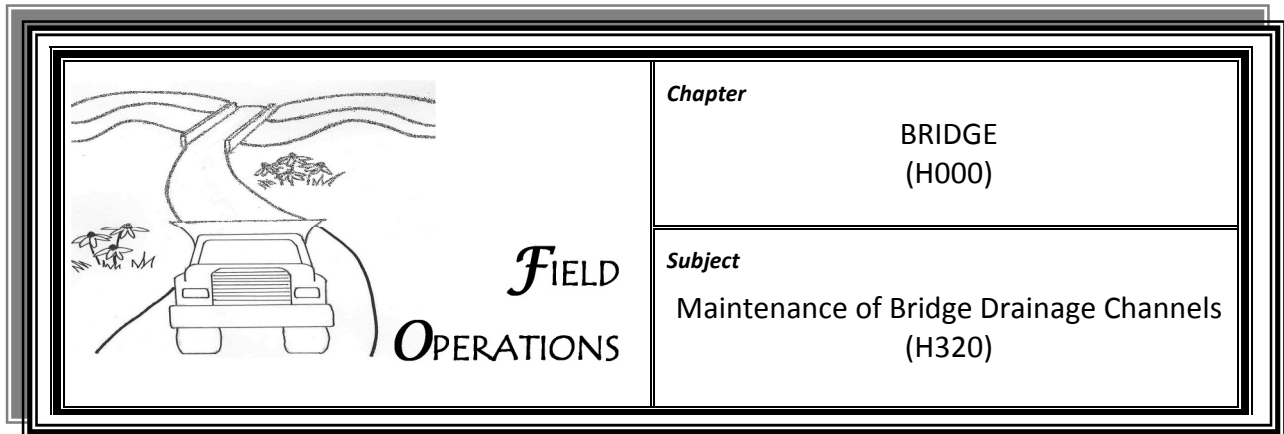 FIELD
OPERATIONS
Chapter
BRIDGE
(H000)
Subject
Maintenance of Bridge Drainage Channels
(H320)